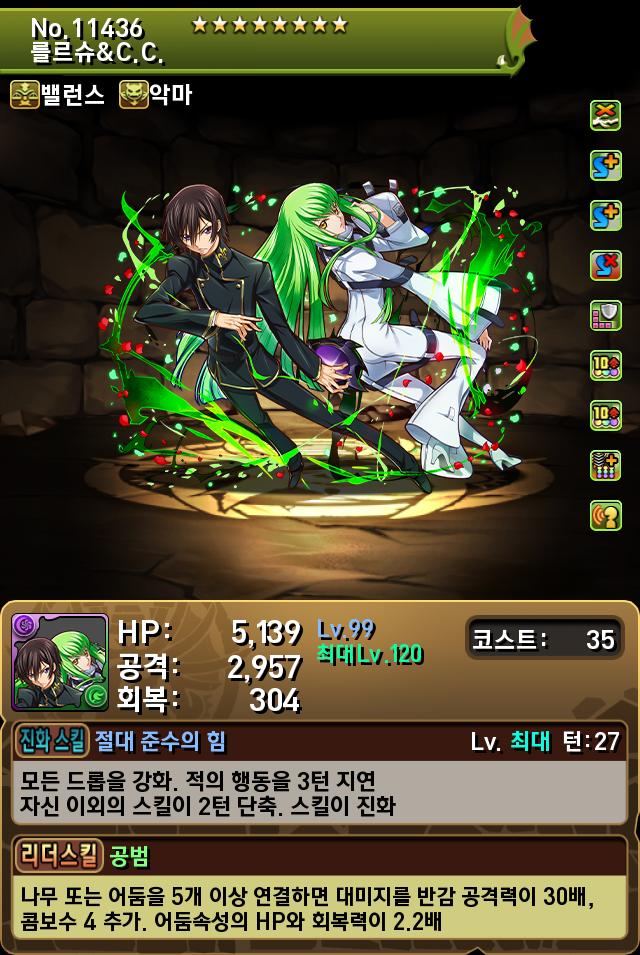 No.11436
를르슈&C.C.
밸런스 악마
10
10
HP: 5,139 Lv.99
공격: 2,957 최대Lv.120
회복: 304
코스트: 35
진화 스킬 절대 준수의 힘 Lv. 최대 턴:27
모든 드롭을 강화. 적의 행동을 3턴 지연
자신 이외의 스킬이 2턴 단축. 스킬이 진화
리더스킬 공범
나무 또는 어둠을 5개 이상 연결하면 대미지를 반감 공격력이 30배,
콤보수 4 추가. 어둠속성의 HP와 회복력이 2.2배